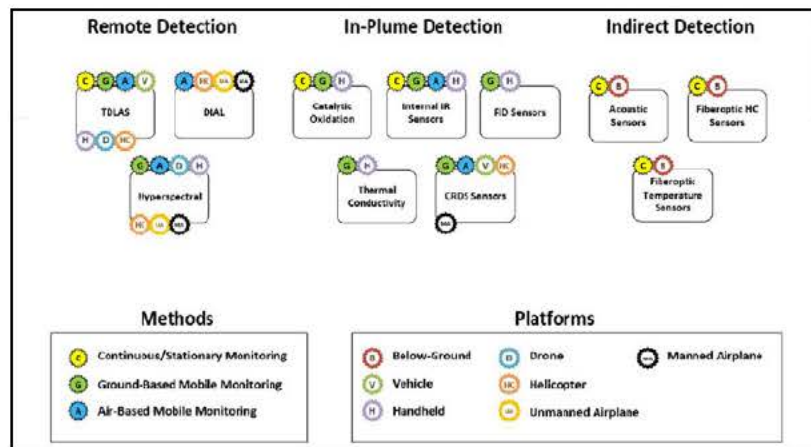 Remote Detection
In-Plume Detection
Indirect Detection
C G A V
TDLAS
H D HC
A HC UA MA
DIAL
G A D H
Hyperspectral
HC UA MA
C G H
Catalytic
Oxidation
C G A H
Internal IR
Sensors
G H
FID Sensors
G H
Thermal
Conductivity
G A V HC
CRDS Sensors
MA
C B
Acoustic
Sensors
C B
Fiberoptic HC
Sensors
C B
Fiberoptic
Temperature
Sensors
Methods
C Continuous/Stationary Monitoring
G Ground-Based Mobile Monitoring
A Air-Based Mobile Monitoring
Platforms
B Below-Ground
V Vehicle
H Handheld
D Drone
HC Helicopter
UA Unmanned Airplane
MA Manned Airplane